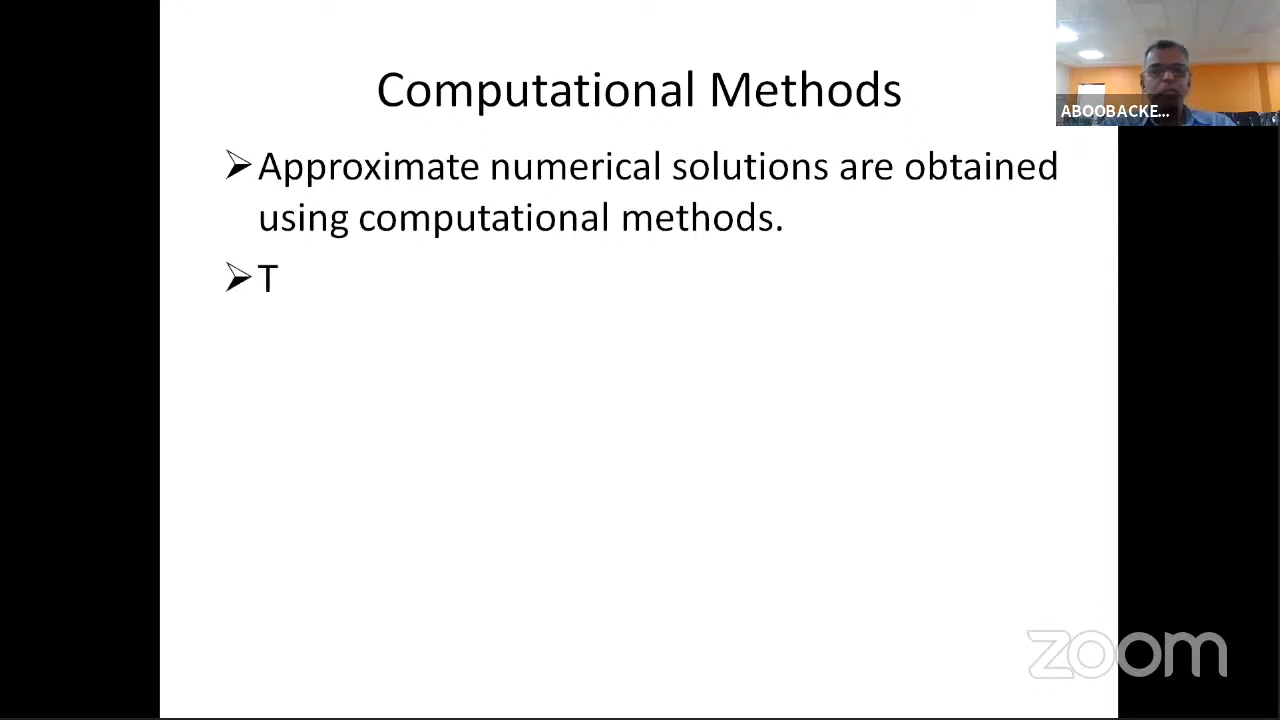 Computational Methods
ABOOBACKE...
➢Approximate numerical solutions are obtained
using computational methods.
➢T
zoom